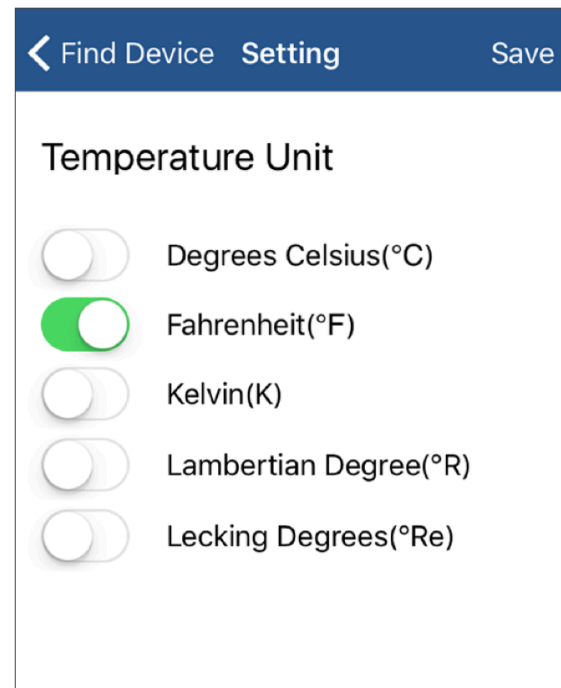 Find Device Setting Save
Temperature Unit
Degrees Celsius(°C)
Fahrenheit(°F)
Kelvin(K)
Lambertian Degree(°R)
Lecking Degrees(°Re)